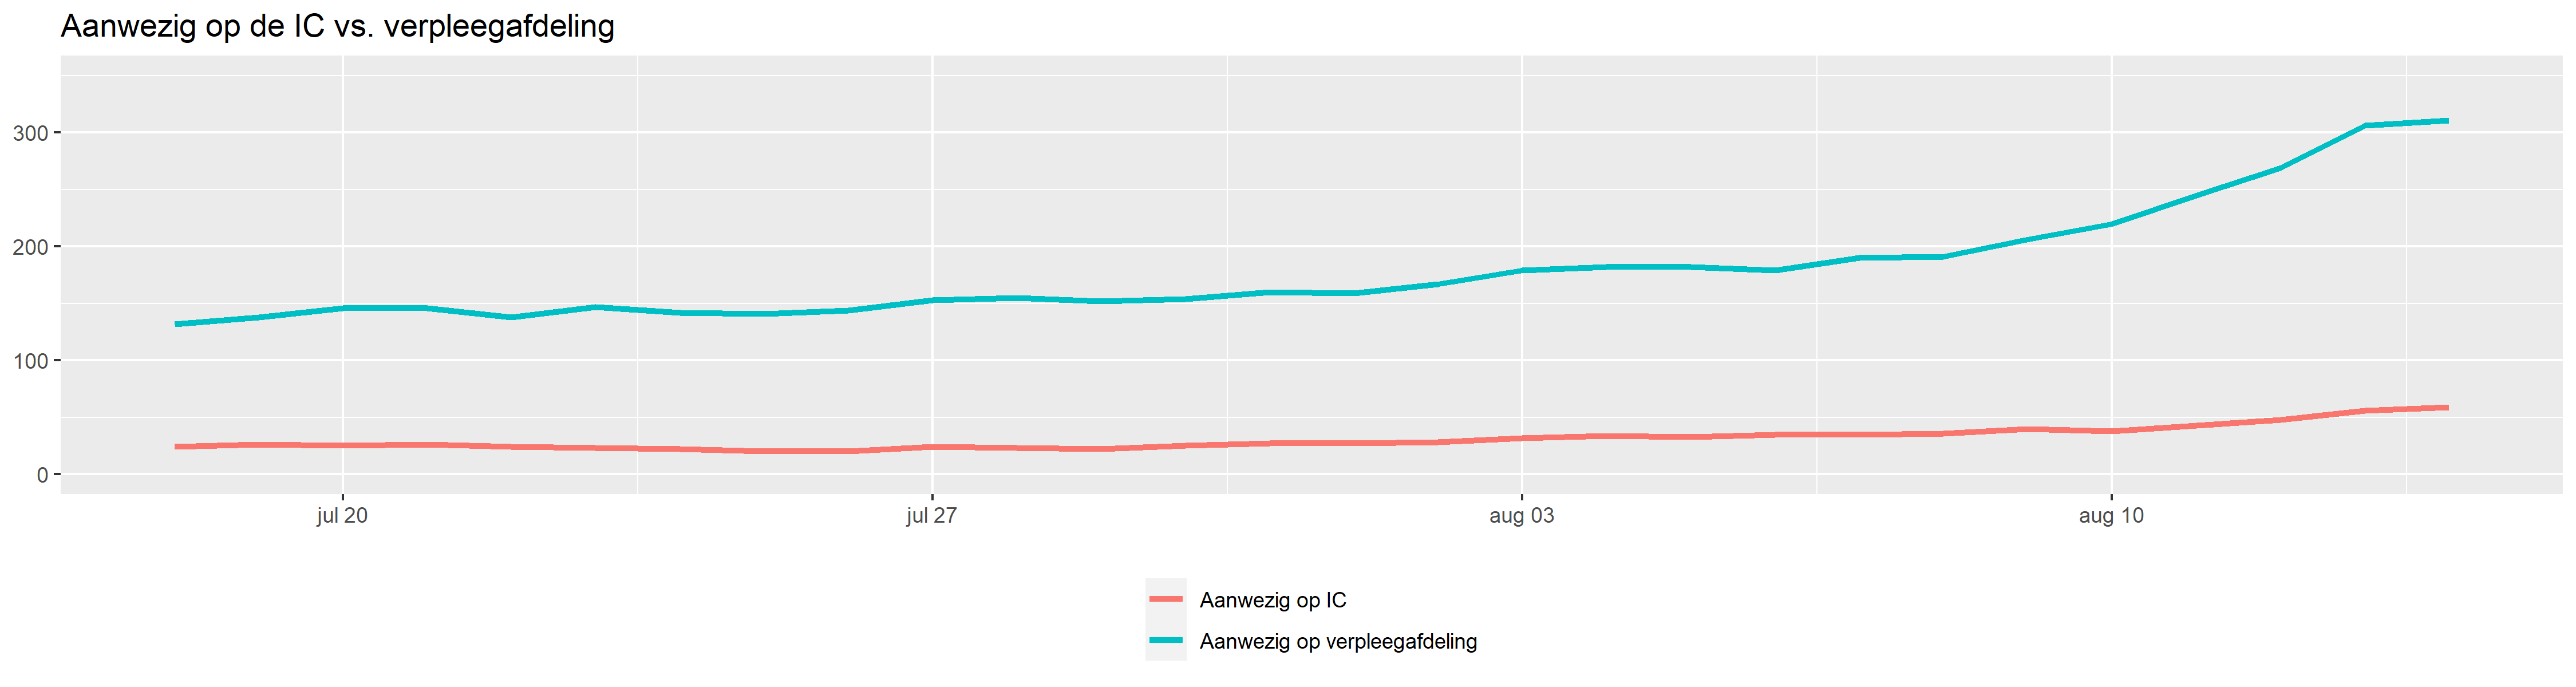 Aanwezig op de IC vs. verpleegafdeling
300
200
100
0
jul 20 jul 27 aug 03 aug 10
Aanwezig op IC
Aanwezig op verpleegafdeling